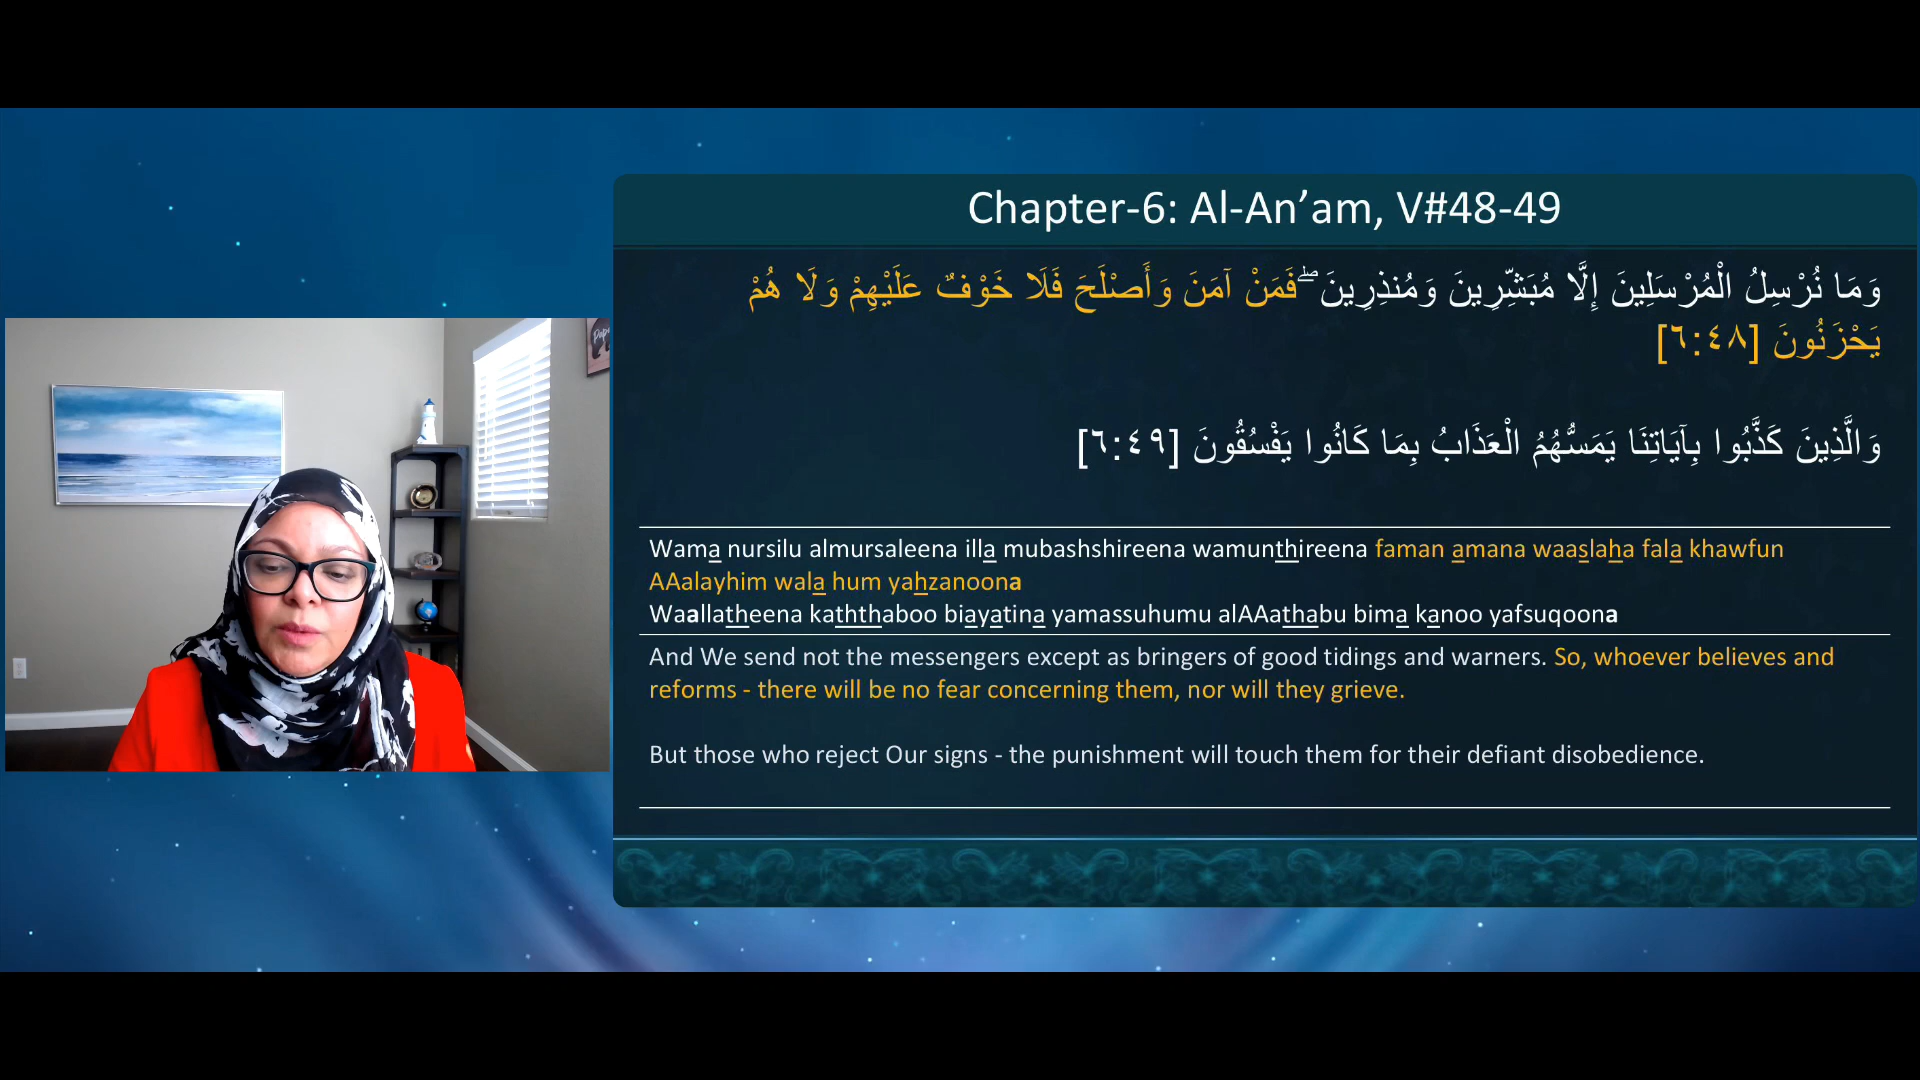 Chapter-6: Al-An’am, V#48-49
وَمَا نُرْسِلُ الْمُرْسَلِينَ إِلَّا مُبَشِّرِينَ وَمُنذِرِينَ ۖ فَمَنْ آمَنَ وَأَصْلَحَ فَلَا خَوْفٌ عَلَيْهِمْ وَلَا هُمْ
يَحْزَنُونَ [٦:٤٨]
وَالَّذِينَ كَذَّبُوا بِآيَاتِنَا يَمَسُّهُمُ الْعَذَابُ بِمَا كَانُوا يَفْسُقُونَ [٦:٤٩]
Wama nursilu almursaleena illa mubashshireena wamunthireena faman amana waaslaha fala khawfun
AAalayhim wala hum yahzanoona
Waallatheena kaththaboo biayatina yamassuhumu alAAathabu bima kanoo yafsuqoona
And We send not the messengers except as bringers of good tidings and warners. So, whoever believes and
reforms - there will be no fear concerning them, nor will they grieve.
But those who reject Our signs - the punishment will touch them for their defiant disobedience.